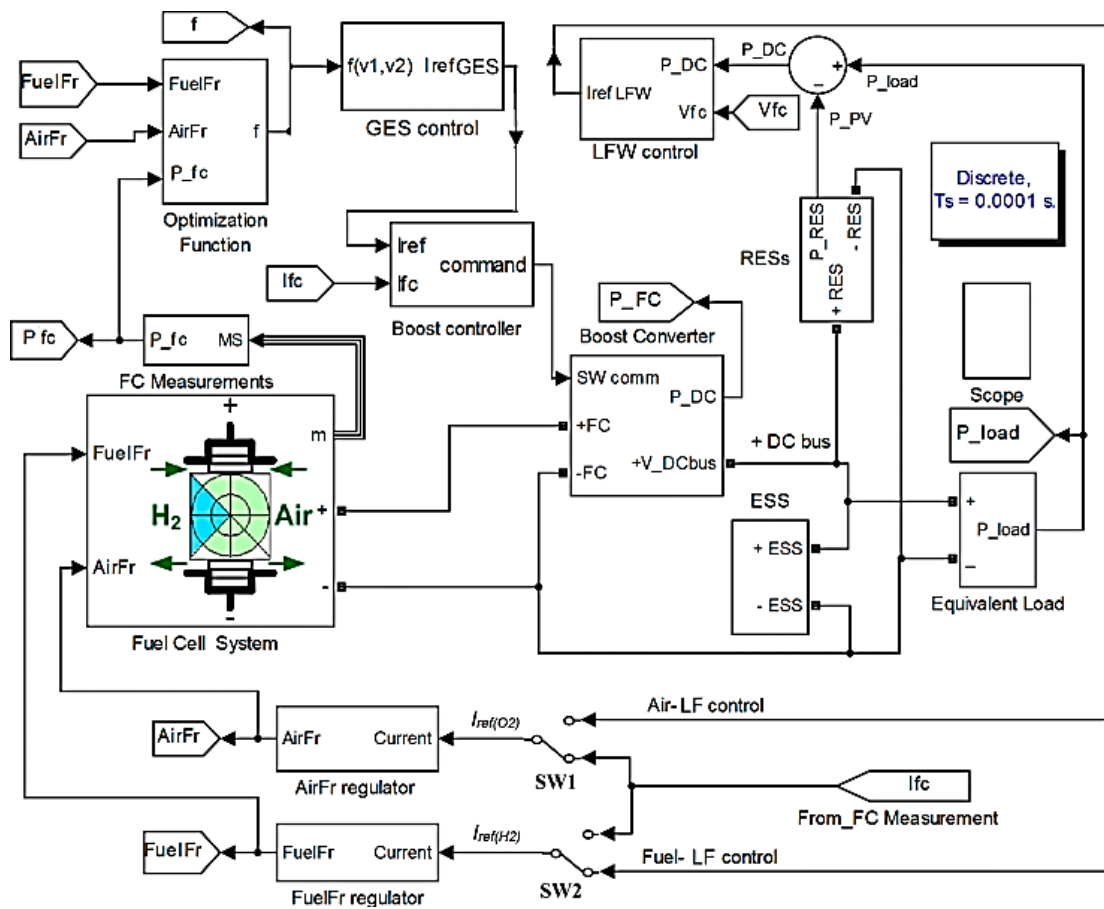 f
FuelFr
AirFr
FuelFr
AirFr
P_fc
f
Optimization
Function
f(v1,v2) IrefGES
GES control
P_DC
Iref LFW
Vfc
LFW control
P_DC
+
−
P_load
Vfc
P_PV
Discrete,
Ts = 0.0001 s.
RESs
P_RES
- RES
+ RES
Iref
Ifc
command
Boost controller
Ifc
P_FC
Boost Converter
SW comm
P_DC
+FC
-FC
+V_DCbus
+ DC bus
Scope
P_load
P fc
P_fc
MS
FC Measurements
FuelFr
AirFr
m
+
H2
Air
+
-
-
Fuel Cell System
ESS
+ ESS
- ESS
+
P_load
−
Equivalent Load
AirFr
AirFr
Current
AirFr regulator
Iref(O2)
SW1
Air- LF control
Ifc
From_FC Measurement
FuelFr
FuelFr
Current
FuelFr regulator
Iref(H2)
SW2
Fuel- LF control